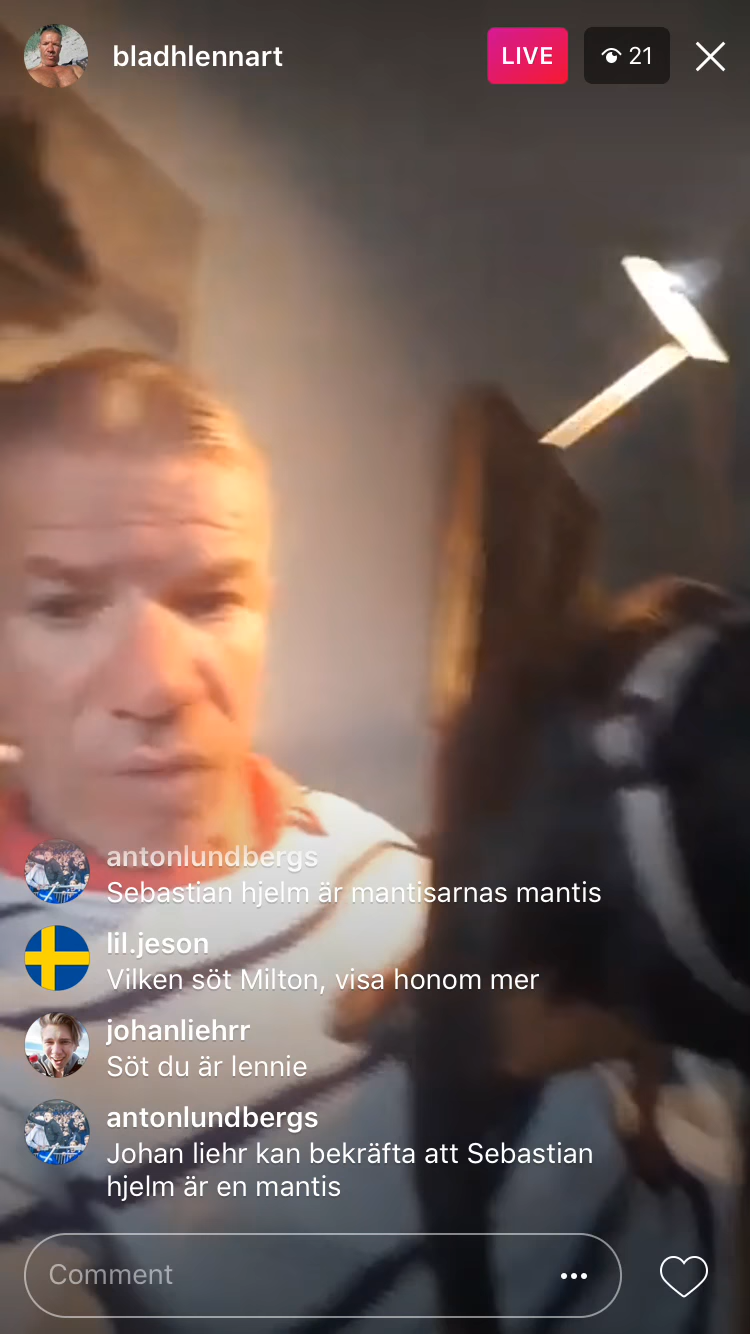 bladhlennart
LIVE
21
antonlundbergs
Sebastian hjelm är mantisarnas mantis
lil.jeson
Vilken söt Milton, visa honom mer
johanliehrr
Söt du är lennie
antonlundbergs
Johan liehr kan bekräfta att Sebastian
hjelm är en mantis
Comment